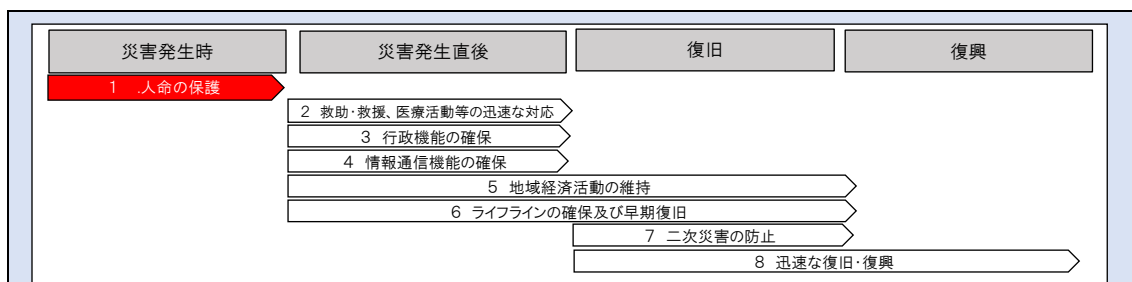 災害発生時 災害発生直後 復旧 復興
1 .人命の保護
2 救助・救援、医療活動等の迅速な対応
3 行政機能の確保
4 情報通信機能の確保
5 地域経済活動の維持
6 ライフラインの確保及び早期復旧
7 二次災害の防止
8 迅速な復旧・復興